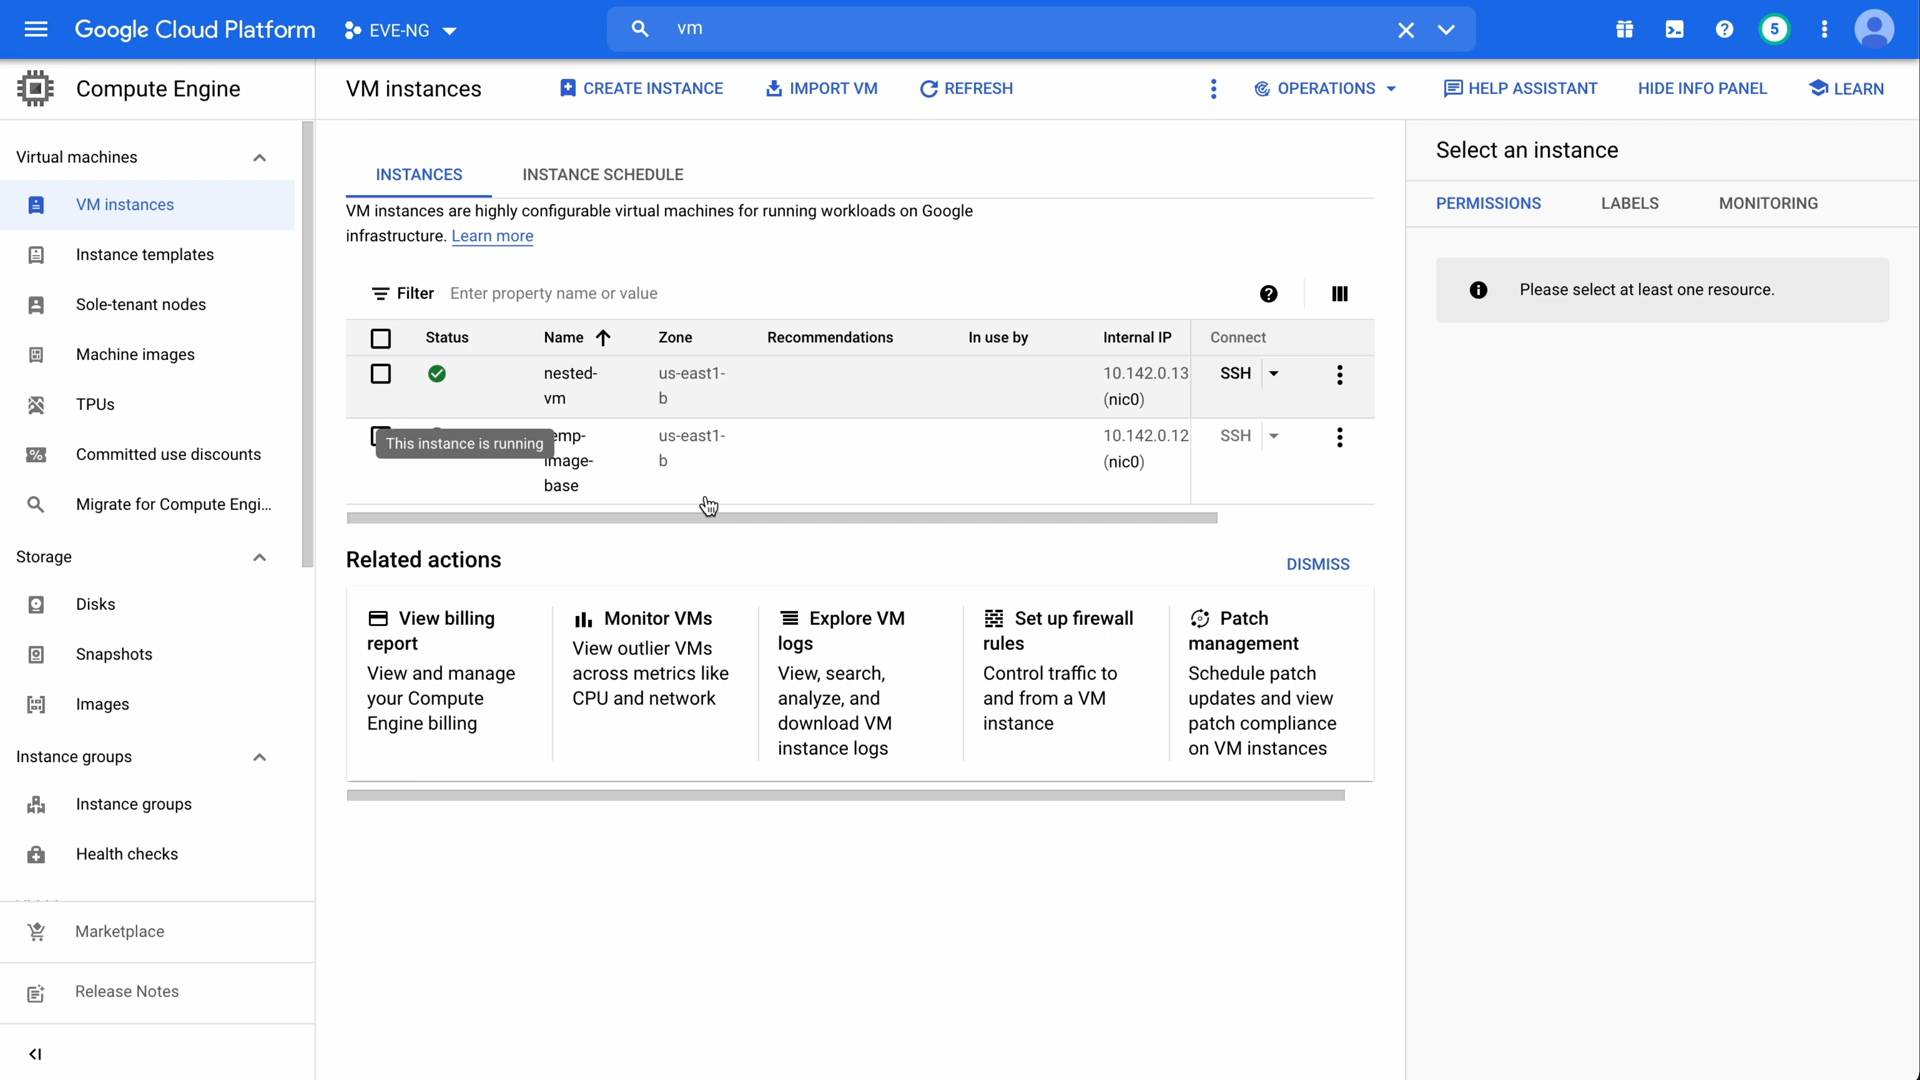 Google Cloud Platform
EVE-NG
vm
5
Compute Engine
VM instances
CREATE INSTANCE
IMPORT VM
REFRESH
OPERATIONS
HELP ASSISTANT
HIDE INFO PANEL
LEARN
Virtual machines
VM instances
Instance templates
Sole-tenant nodes
Machine images
TPUs
Committed use discounts
Migrate for Compute Engi...
Storage
Disks
Snapshots
Images
Instance groups
Instance groups
Health checks
Marketplace
Release Notes
INSTANCES
INSTANCE SCHEDULE
VM instances are highly configurable virtual machines for running workloads on Google
infrastructure. Learn more
Filter
Enter property name or value
Status
Name
Zone
Recommendations
In use by
Internal IP
Connect
nested-
vm
us-east1-
b
10.142.0.13
(nic0)
SSH
This instance is running
emp-
image-
base
us-east1-
b
10.142.0.12
(nic0)
SSH
Related actions
DISMISS
View billing
report
View and manage
your Compute
Engine billing
Monitor VMs
View outlier VMs
across metrics like
CPU and network
Explore VM
logs
View, search,
analyze, and
download VM
instance logs
Set up firewall
rules
Control traffic to
and from a VM
instance
Patch
management
Schedule patch
updates and view
patch compliance
on VM instances
Select an instance
PERMISSIONS
LABELS
MONITORING
Please select at least one resource.